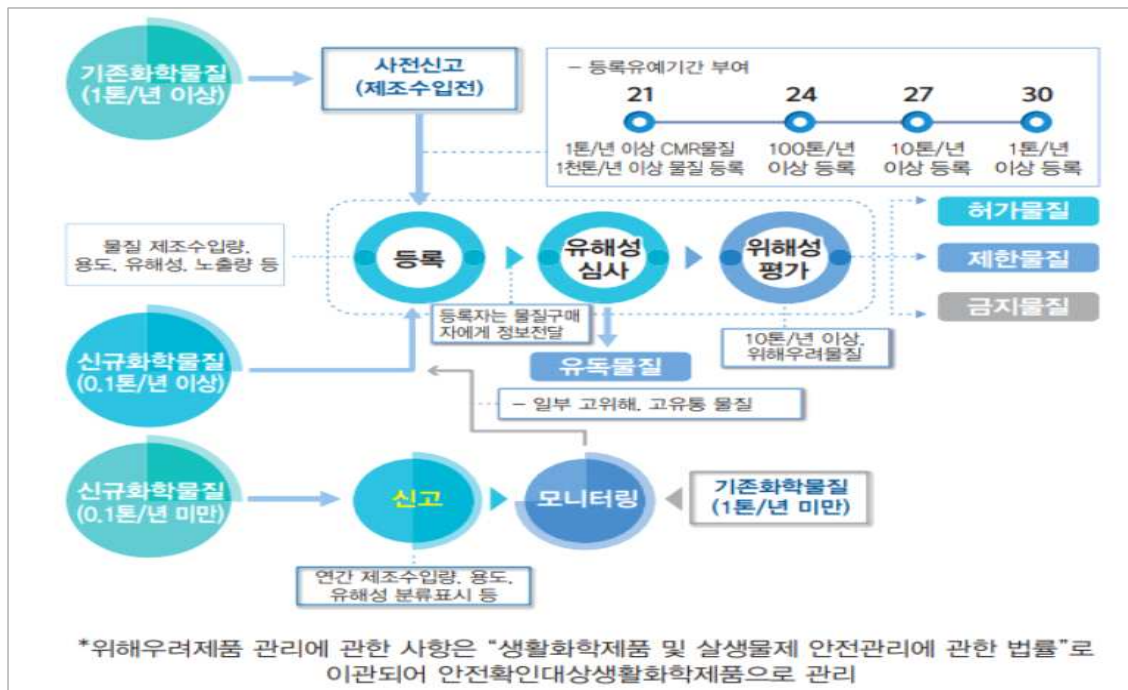 기존화학물질
(1톤/년 이상)
사전신고
(제조수입전)
– 등록유예기간 부여
21
24
27
30
1톤/년 이상 CMR물질
1천톤/년 이상 물질 등록
100톤/년
이상 등록
10톤/년
이상 등록
1톤/년
이상 등록
물질 제조수입량,
용도, 유해성, 노출량 등
등록
유해성
심사
위해성
평가
허가물질
제한물질
금지물질
등록자는 물질구매
자에게 정보전달
10톤/년 이상,
위해우려물질
유독물질
신규화학물질
(0.1톤/년 이상)
– 일부 고위해, 고유통 물질
신규화학물질
(0.1톤/년 미만)
신고
모니터링
기존화학물질
(1톤/년 미만)
연간 제조수입량, 용도,
유해성 분류표시 등
*위해우려제품 관리에 관한 사항은 “생활화학제품 및 살생물제 안전관리에 관한 법률”로
이관되어 안전확인대상생활화학제품으로 관리